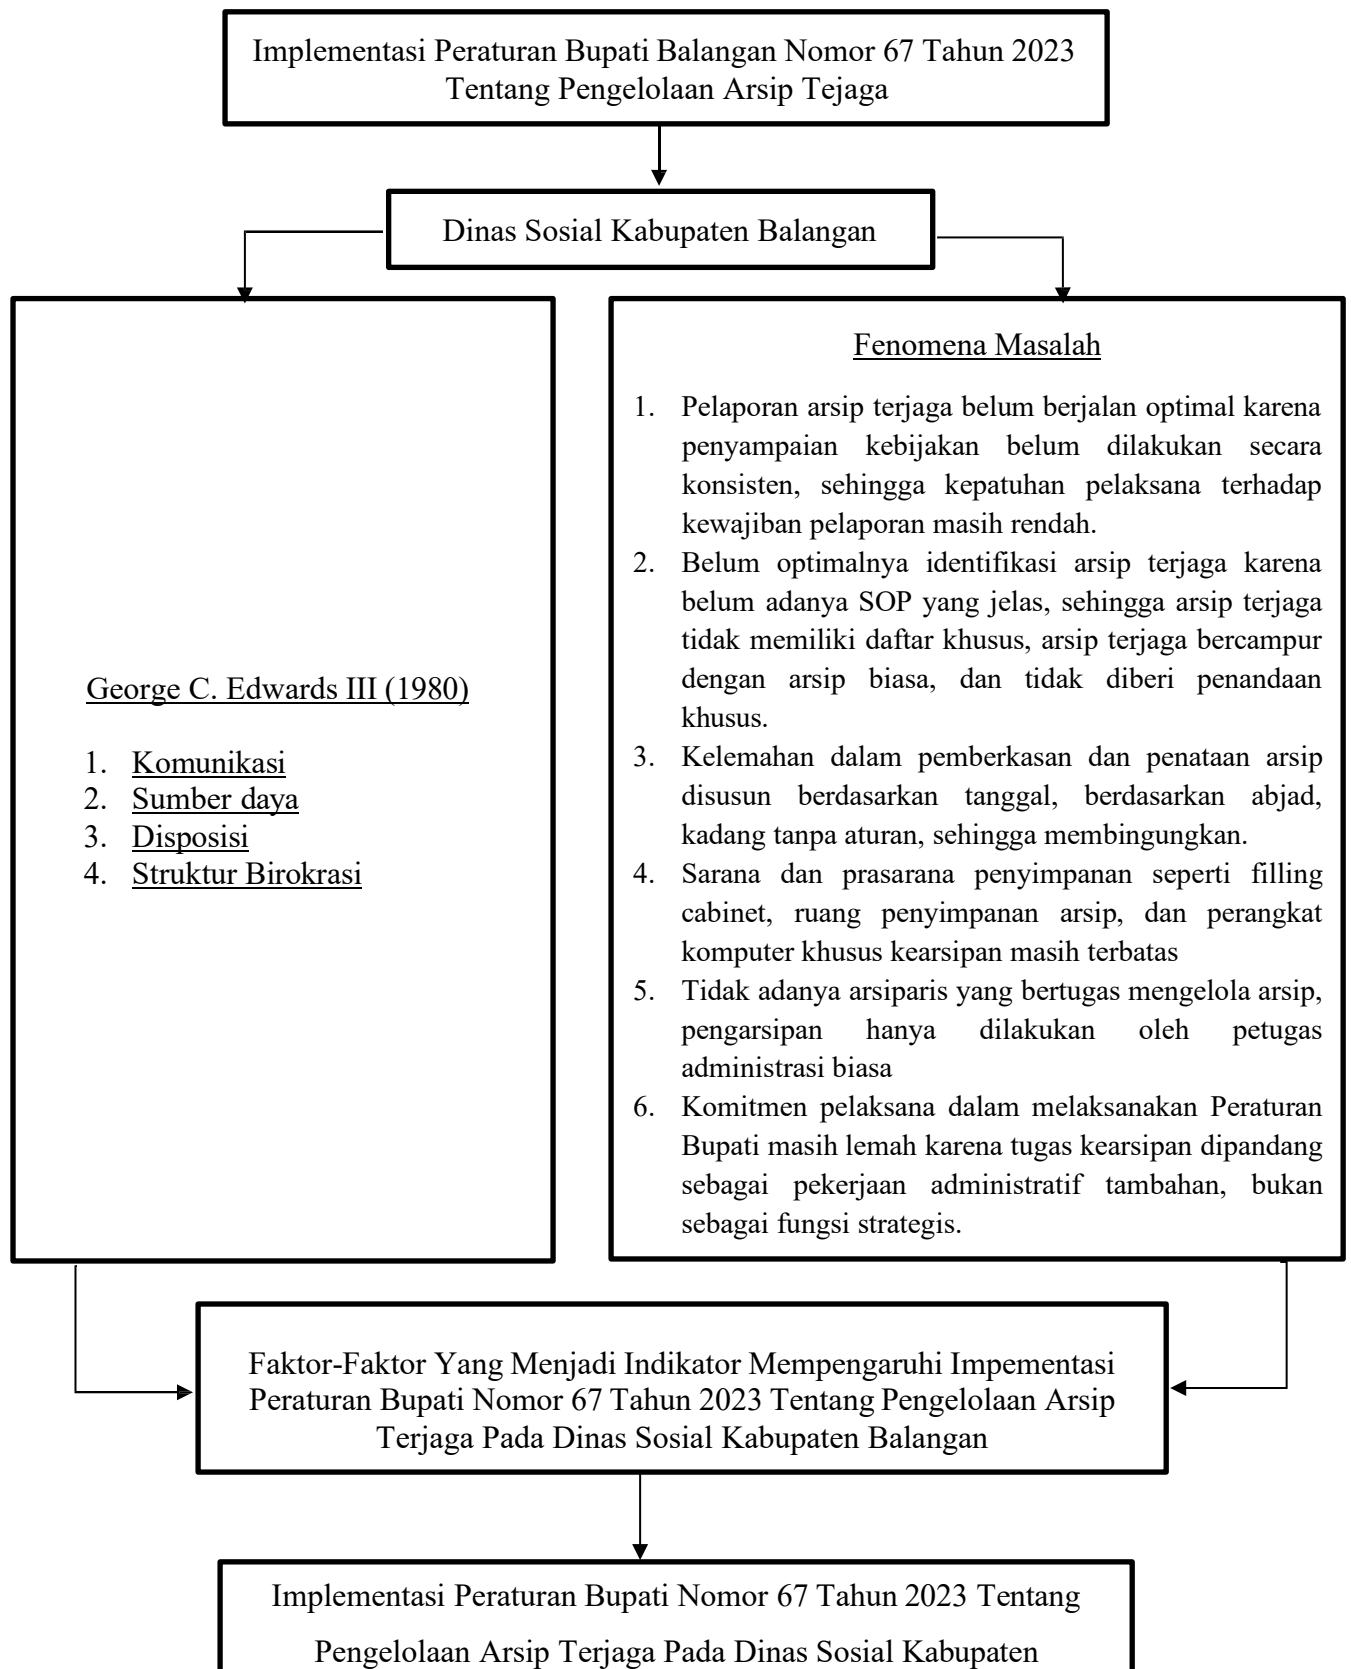 Implementasi Peraturan Bupati Balangan Nomor 67 Tahun 2023
Tentang Pengelolaan Arsip Tejaga
Dinas Sosial Kabupaten Balangan
George C. Edwards III (1980)
1. Komunikasi
2. Sumber daya
3. Disposisi
4. Struktur Birokrasi
Fenomena Masalah
1. Pelaporan arsip terjaga belum berjalan optimal karena
penyampaian kebijakan belum dilakukan secara
konsisten, sehingga kepatuhan pelaksana terhadap
kewajiban pelaporan masih rendah.
2. Belum optimalnya identifikasi arsip terjaga karena
belum adanya SOP yang jelas, sehingga arsip terjaga
tidak memiliki daftar khusus, arsip terjaga bercampur
dengan arsip biasa, dan tidak diberi penandaan
khusus.
3. Kelemahan dalam pemberkasan dan penataan arsip
disusun berdasarkan tanggal, berdasarkan abjad,
kadang tanpa aturan, sehingga membingungkan.
4. Sarana dan prasarana penyimpanan seperti filling
cabinet, ruang penyimpanan arsip, dan perangkat
komputer khusus kearsipan masih terbatas
5. Tidak adanya arsiparis yang bertugas mengelola arsip,
pengarsipan hanya dilakukan oleh petugas
administrasi biasa
6. Komitmen pelaksana dalam melaksanakan Peraturan
Bupati masih lemah karena tugas kearsipan dipandang
sebagai pekerjaan administratif tambahan, bukan
sebagai fungsi strategis.
Faktor-Faktor Yang Menjadi Indikator Mempengaruhi Impementasi
Peraturan Bupati Nomor 67 Tahun 2023 Tentang Pengelolaan Arsip
Terjaga Pada Dinas Sosial Kabupaten Balangan
Implementasi Peraturan Bupati Nomor 67 Tahun 2023 Tentang
Pengelolaan Arsip Terjaga Pada Dinas Sosial Kabupaten